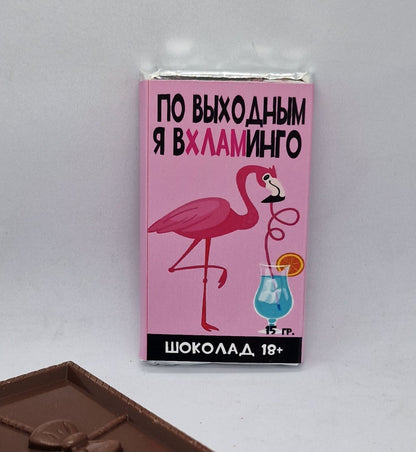 ПО ВЫХОДНЫМ
Я ВХЛАМИНГО
15 ГР.
ШОКОЛАД 18+